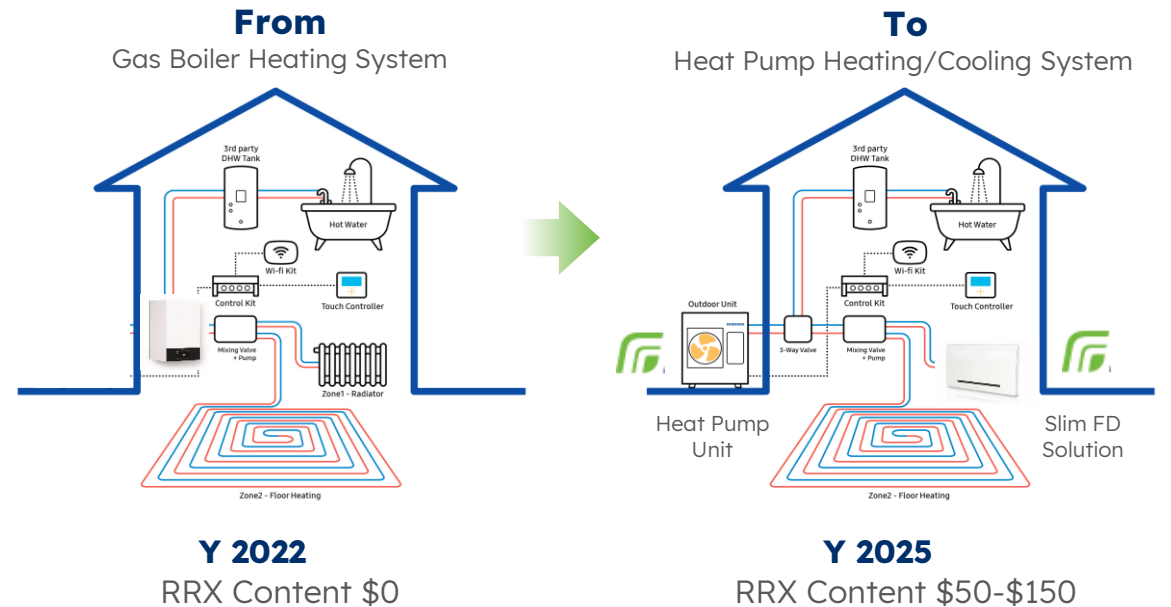 From
Gas Boiler Heating System
3rd party
DHW Tank
Hot Water
Wi-fi Kit
Control Kit
Touch Controller
Mixing Valve
+ Pump
Zone1 - Radiator
Zone2 - Floor Heating
Y 2022
RRX Content $0
To
Heat Pump Heating/Cooling System
3rd party
DHW Tank
Hot Water
Wi-fi Kit
Control Kit
Touch Controller
Outdoor Unit
SAMSUNG
3-Way Valve
Mixing Valve
+ Pump
Heat Pump
Unit
Slim FD
Solution
Zone2 - Floor Heating
Y 2025
RRX Content $50-$150